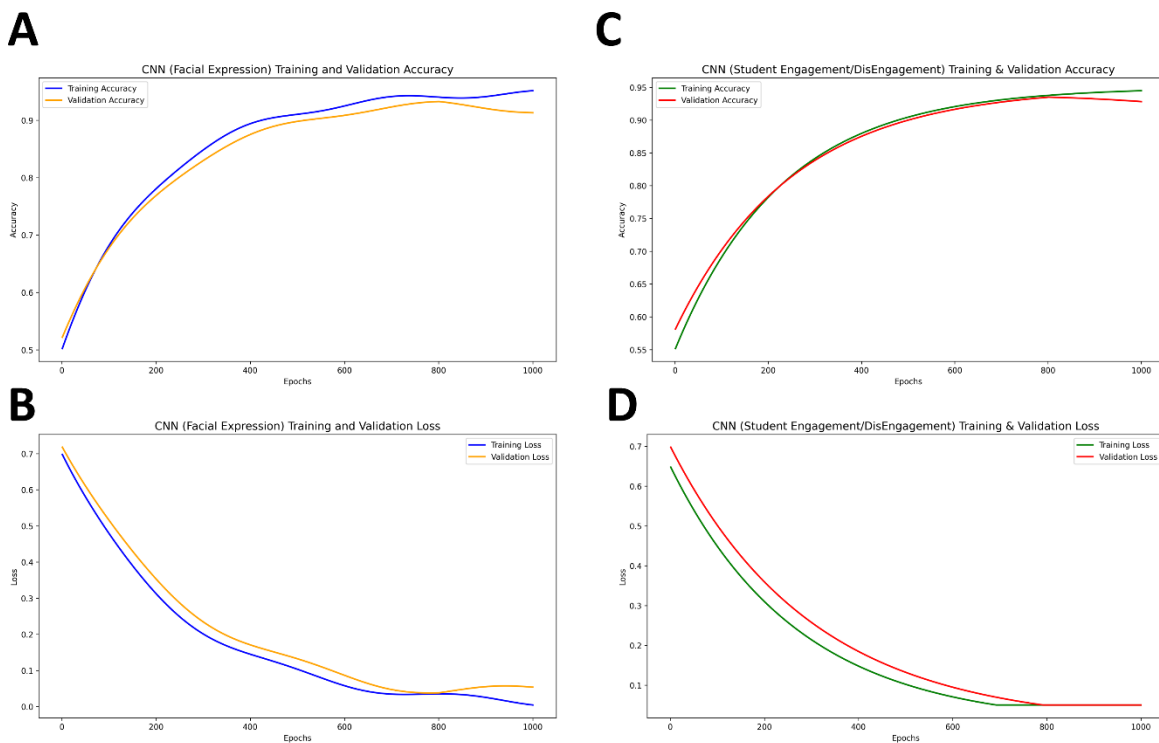 A
CNN (Facial Expression) Training and Validation Accuracy
Training Accuracy
Validation Accuracy
0.9
0.8
0.7
0.6
0.5
Accuracy
0
200
400
600
800
1000
Epochs
B
CNN (Facial Expression) Training and Validation Loss
Training Loss
Validation Loss
0.7
0.6
0.5
0.4
0.3
0.2
0.1
0.0
Loss
0
200
400
600
800
1000
Epochs
C
CNN (Student Engagement/DisEngagement) Training & Validation Accuracy
Training Accuracy
Validation Accuracy
0.95
0.90
0.85
0.80
0.75
0.70
0.65
0.60
0.55
Accuracy
0
200
400
600
800
1000
Epochs
D
CNN (Student Engagement/DisEngagement) Training & Validation Loss
Training Loss
Validation Loss
0.7
0.6
0.5
0.4
0.3
0.2
0.1
Loss
0
200
400
600
800
1000
Epochs